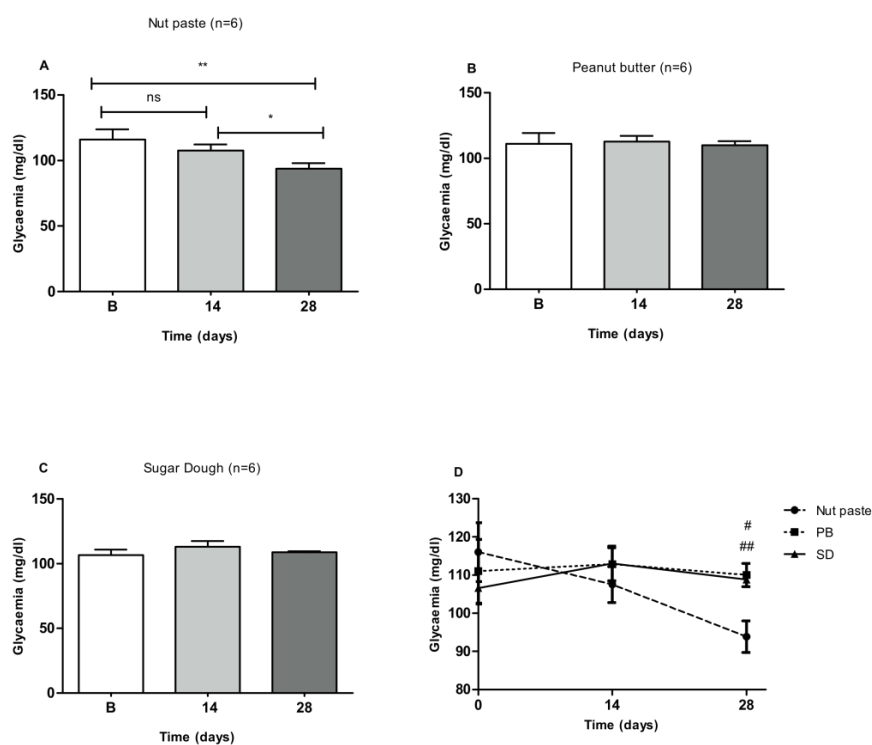 Nut paste (n=6)
A
**
ns
*
150
100
50
0
Glycaemia (mg/dl)
B
14
28
Time (days)
B
Peanut butter (n=6)
150
100
50
0
Glycaemia (mg/dl)
B
14
28
Time (days)
C
Sugar Dough (n=6)
150
100
50
0
Glycaemia (mg/dl)
B
14
28
Time (days)
D
130
120
110
100
90
80
Glycaemia (mg/dl)
0
14
28
Time (days)
#
##
Nut paste
PB
SD